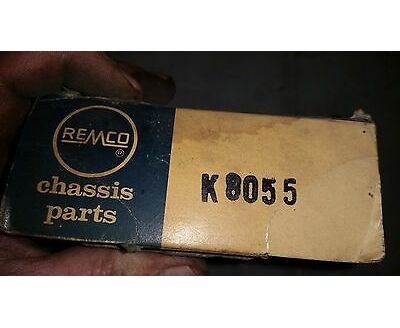 REMCO
®
chassis
parts
K8055